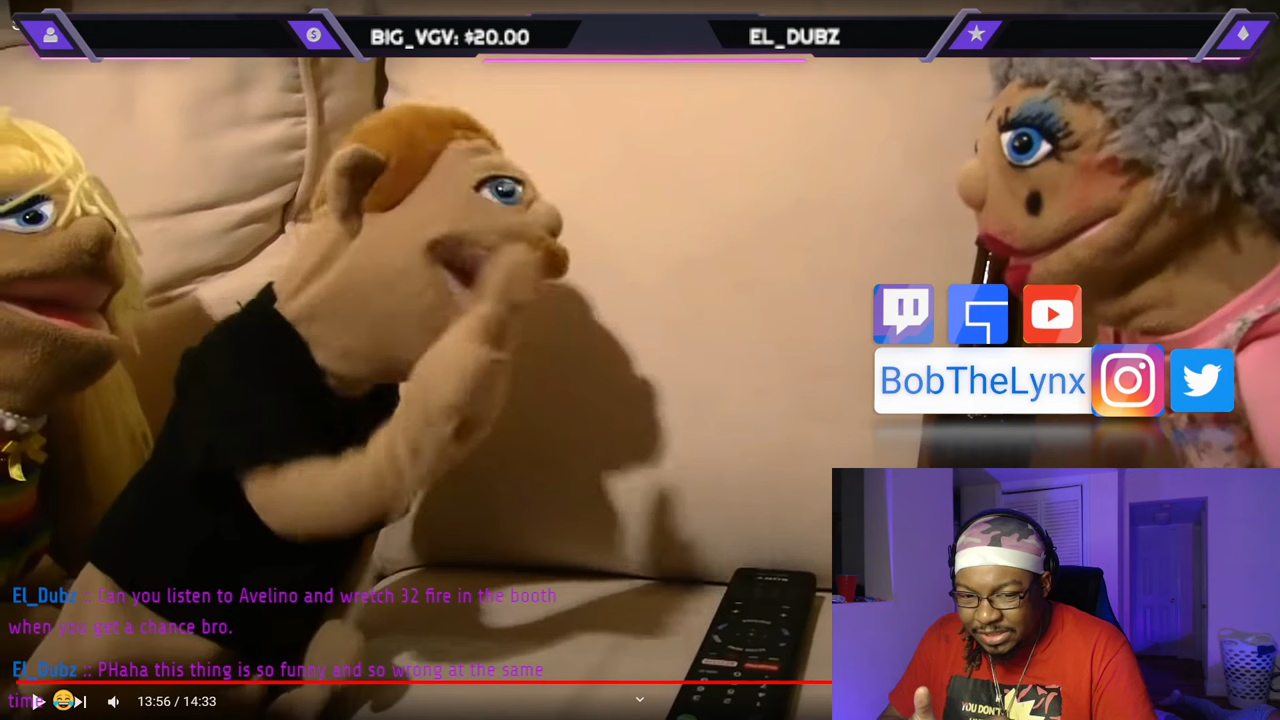 BIG_VGV: $20.00
EL_DUBZ
BobTheLynx
SONY
El_Dubz :: Can you listen to Avelino and wretch 32 fire in the booth
when you get a chance bro.
El_Dubz :: PHaha this thing is so funny and so wrong at the same
time 😂
13:56 / 14:33
YOU DON'T